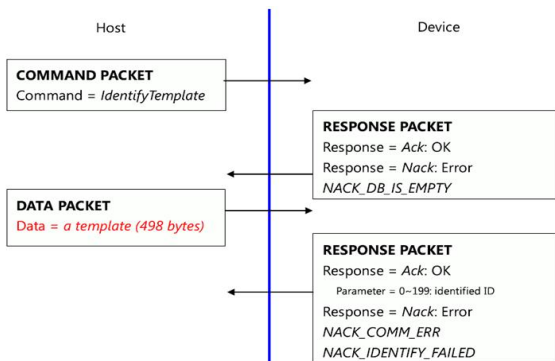 Host
Device
COMMAND PACKET
Command = IdentifyTemplate
RESPONSE PACKET
Response = Ack: OK
Response = Nack: Error
NACK_DB_IS_EMPTY
DATA PACKET
Data = a template (498 bytes)
RESPONSE PACKET
Response = Ack: OK
Parameter = 0~199: identified ID
Response = Nack: Error
NACK_COMM_ERR
NACK_IDENTIFY_FAILED